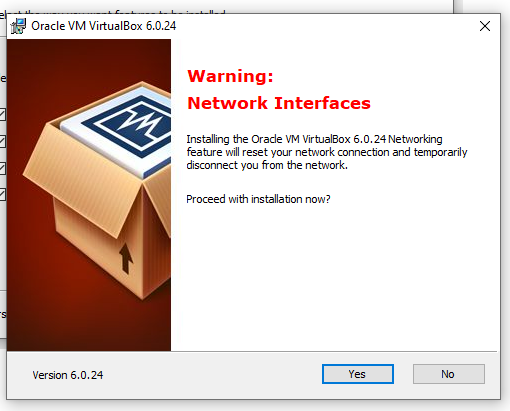 Oracle VM VirtualBox 6.0.24
Warning:
Network Interfaces
Installing the Oracle VM VirtualBox 6.0.24 Networking
feature will reset your network connection and temporarily
disconnect you from the network.
Proceed with installation now?
Version 6.0.24
Yes
No